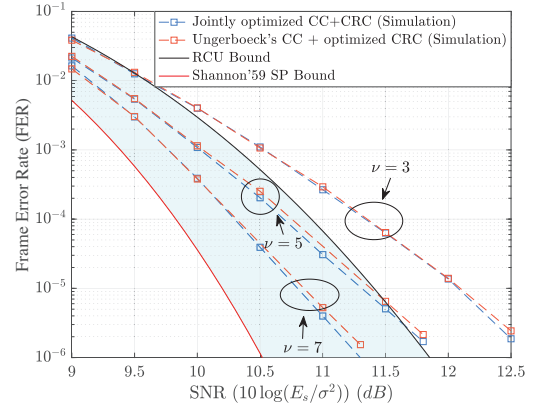 Jointly optimized CC+CRC (Simulation)
Ungerboeck's CC + optimized CRC (Simulation)
RCU Bound
Shannon'59 SP Bound
Frame Error Rate (FER)
10^{-1}
10^{-2}
10^{-3}
10^{-4}
10^{-5}
10^{-6}
ν = 3
ν = 5
ν = 7
9 9.5 10 10.5 11 11.5 12 12.5
SNR (10 log(E_s/σ^2)) (dB)